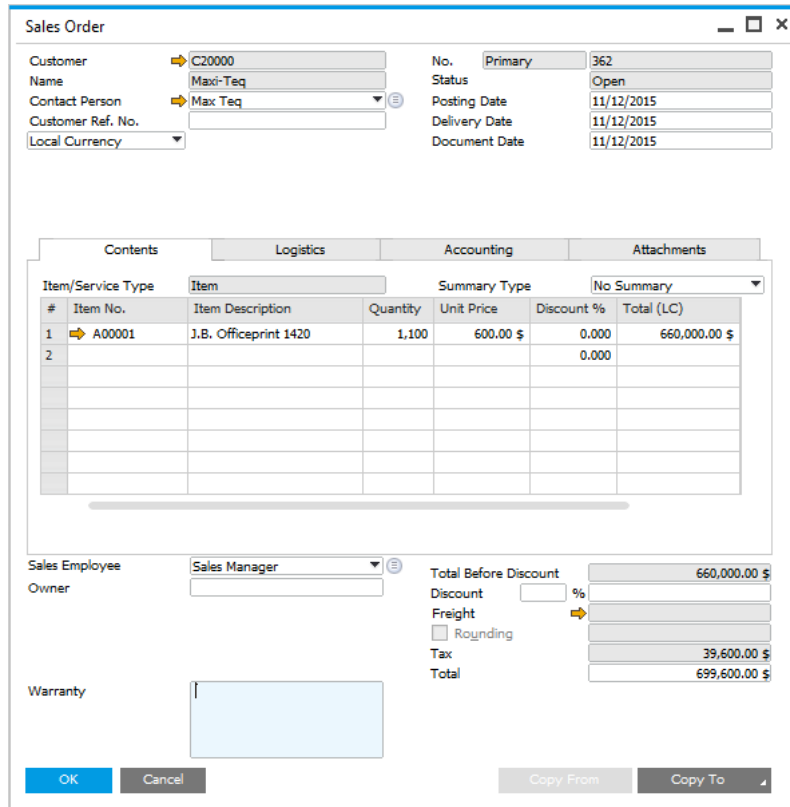 Sales Order
Customer C20000
Name Maxi-Teq
Contact Person Max Teq
Customer Ref. No.
Local Currency
No. Primary 362
Status Open
Posting Date 11/12/2015
Delivery Date 11/12/2015
Document Date 11/12/2015
Contents Logistics Accounting Attachments
Item/Service Type Item Summary Type No Summary
# Item No. Item Description Quantity Unit Price Discount % Total (LC)
1 A00001 J.B. Officeprint 1420 1,100 600.00 $ 0.000 660,000.00 $
2 0.000
Sales Employee Sales Manager
Owner
Total Before Discount 660,000.00 $
Discount %
Freight
Rounding
Tax 39,600.00 $
Total 699,600.00 $
Warranty
OK Cancel Copy From Copy To